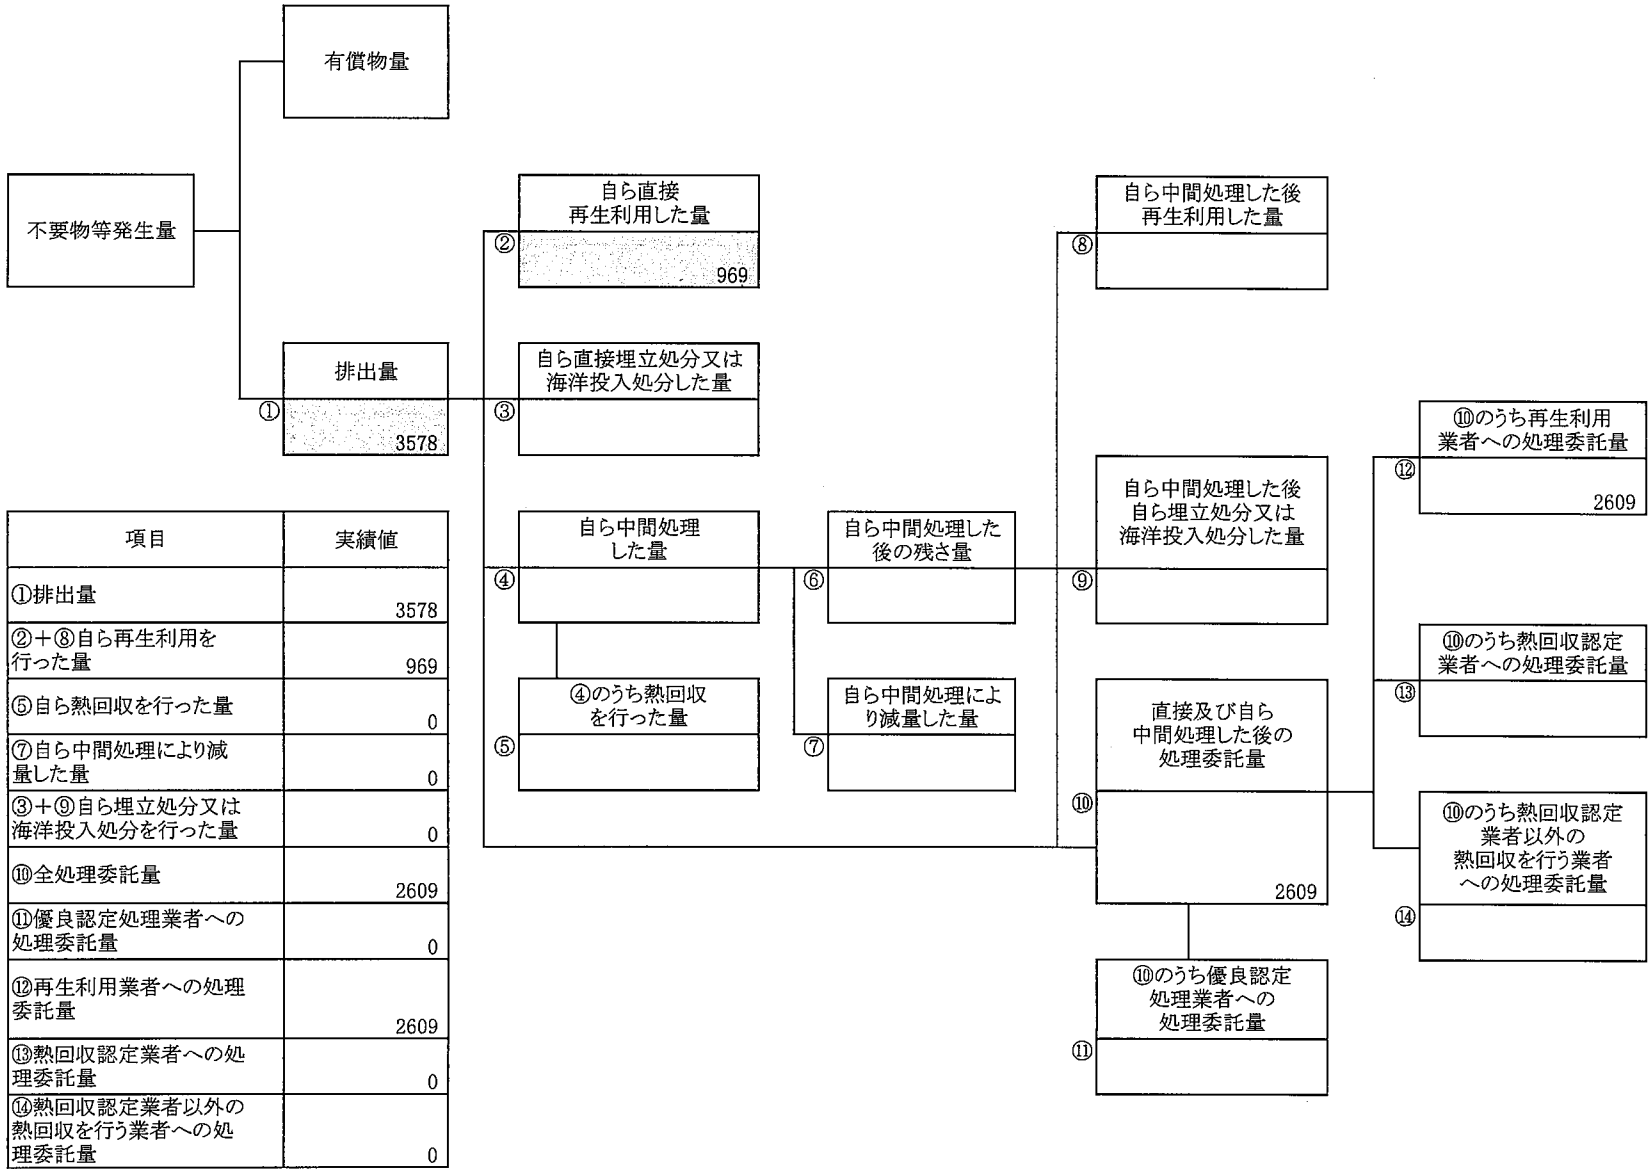 有償物量
不要物等発生量
自ら直接
再生利用した量
②
969
自ら中間処理した後
再生利用した量
⑧
排出量
①
3578
自ら直接埋立処分又は
海洋投入処分した量
③
⑩のうち再生利用
業者への処理委託量
⑫
2609
自ら中間処理
した量
④
自ら中間処理した
後の残さ量
⑥
自ら中間処理した後
自ら埋立処分又は
海洋投入処分した量
⑨
⑩のうち熱回収認定
業者への処理委託量
⑬
④のうち熱回収
を行った量
⑤
自ら中間処理によ
り減量した量
⑦
直接及び自ら
中間処理した後の
処理委託量
⑩
2609
⑩のうち熱回収認定
業者以外の
熱回収を行う業者
への処理委託量
⑭
⑩のうち優良認定
処理業者への
処理委託量
⑪
項目
実績値
①排出量
3578
②＋⑧自ら再生利用を
行った量
969
⑤自ら熱回収を行った量
0
⑦自ら中間処理により減
量した量
0
③＋⑨自ら埋立処分又は
海洋投入処分を行った量
0
⑩全処理委託量
2609
⑪優良認定処理業者への
処理委託量
0
⑫再生利用業者への処理
委託量
2609
⑬熱回収認定業者への処
理委託量
0
⑭熱回収認定業者以外の
熱回収を行う業者への処
理委託量
0